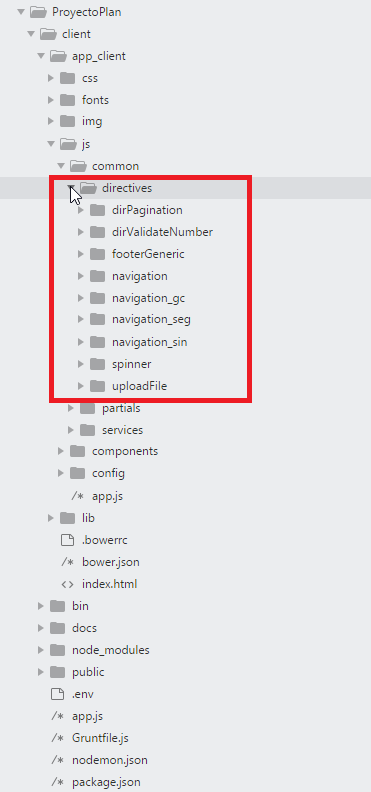 ProyectoPlan
client
app_client
css
fonts
img
js
common
directives
dirPagination
dirValidateNumber
footerGeneric
navigation
navigation_gc
navigation_seg
navigation_sin
spinner
uploadFile
partials
services
components
config
/* app.js
lib
.bowerrc
/* bower.json
<> index.html
bin
docs
node_modules
public
.env
/* app.js
/* Gruntfile.js
/* nodemon.json
/* package.json